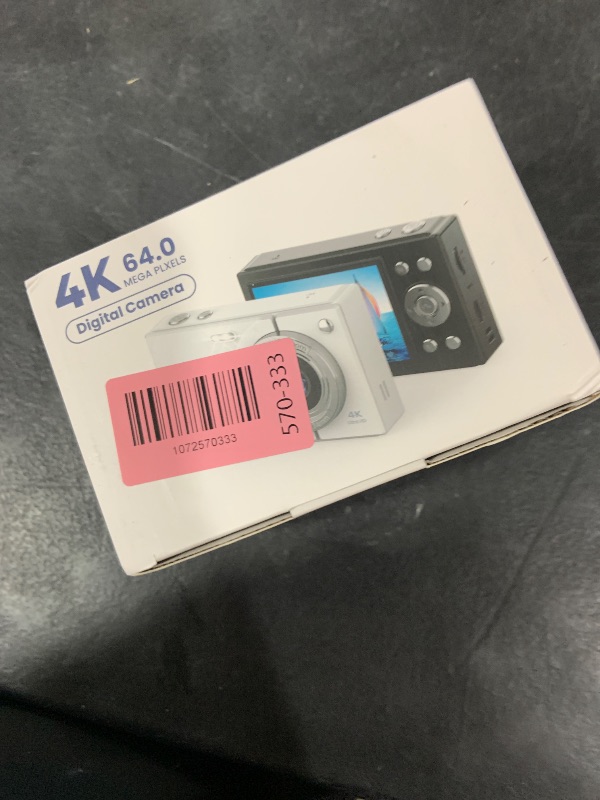 4K 64.0
MEGA PLXELS
Digital Camera
4K
1072570333
570-333